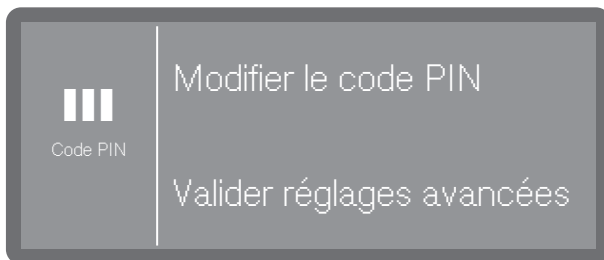 Code PIN
Modifier le code PIN
Valider réglages avancées